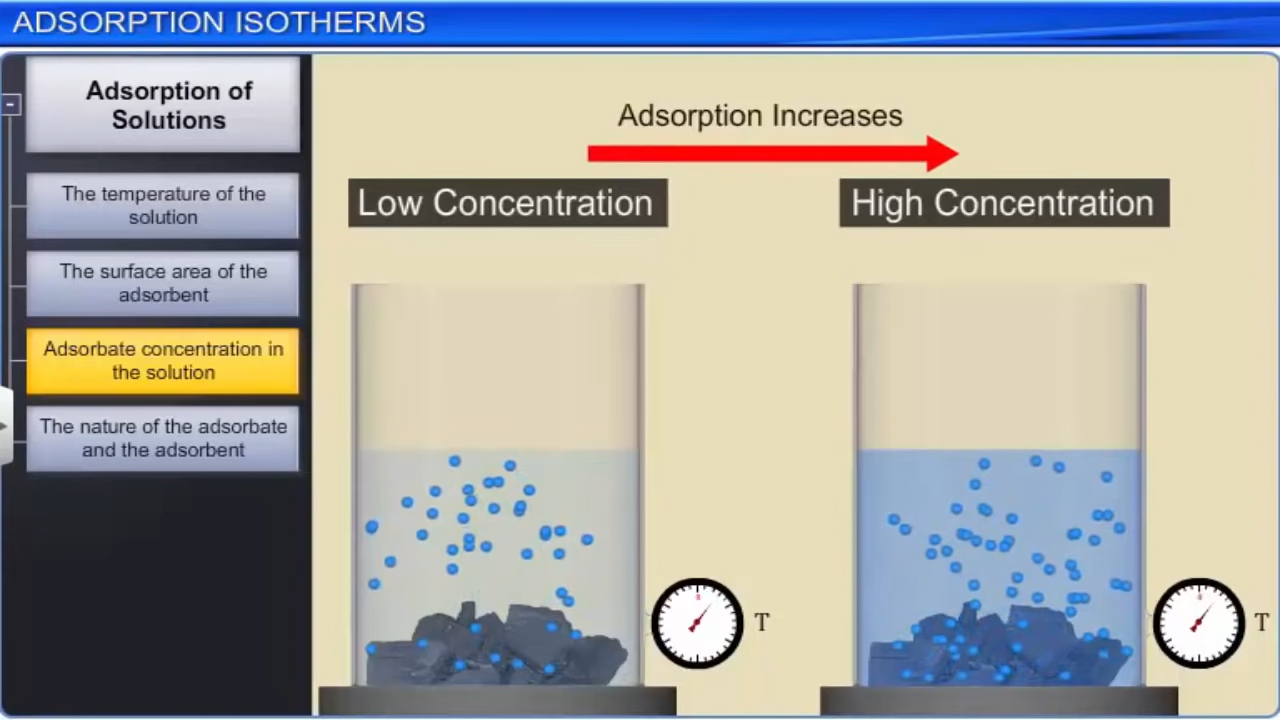 ADSORPTION ISOTHERMS
Adsorption of
Solutions
The temperature of the
solution
The surface area of the
adsorbent
Adsorbate concentration in
the solution
The nature of the adsorbate
and the adsorbent
Adsorption Increases
Low Concentration
High Concentration
T
T